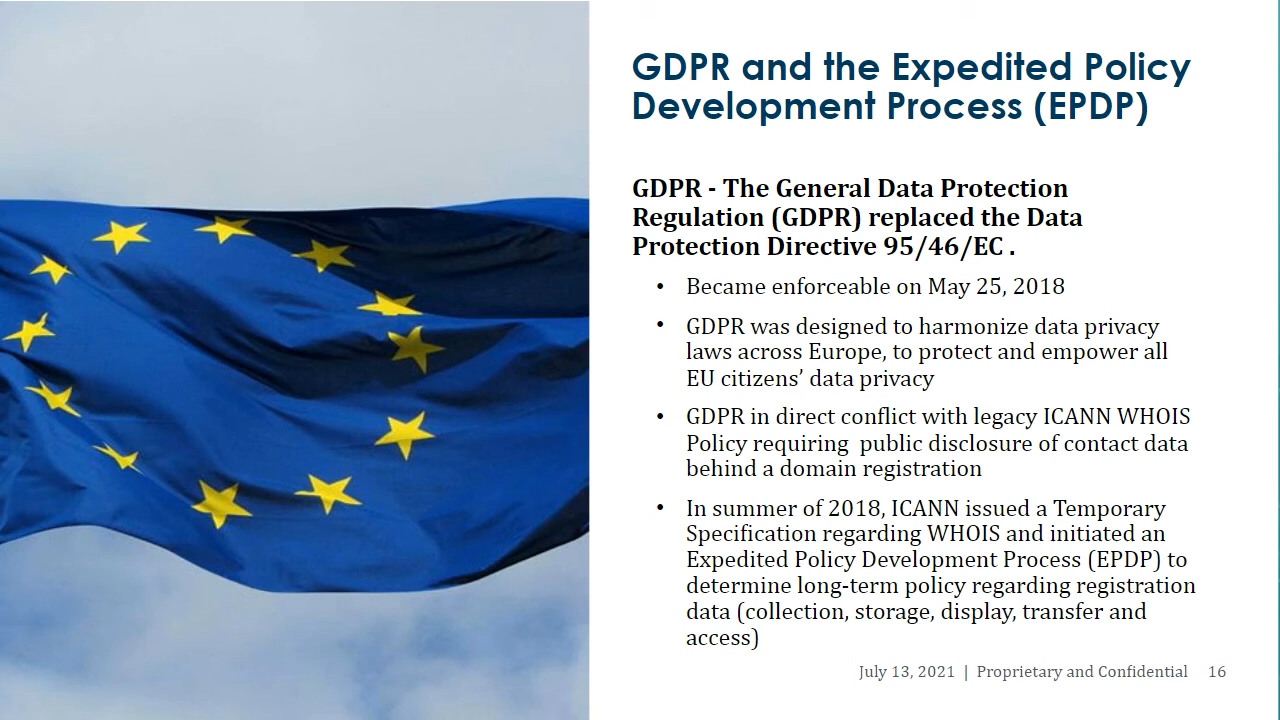 GDPR and the Expedited Policy
Development Process (EPDP)
GDPR - The General Data Protection
Regulation (GDPR) replaced the Data
Protection Directive 95/46/EC .
• Became enforceable on May 25, 2018
• GDPR was designed to harmonize data privacy
laws across Europe, to protect and empower all
EU citizens’ data privacy
• GDPR in direct conflict with legacy ICANN WHOIS
Policy requiring  public disclosure of contact data
behind a domain registration
• In summer of 2018, ICANN issued a Temporary
Specification regarding WHOIS and initiated an
Expedited Policy Development Process (EPDP) to
determine long-term policy regarding registration
data (collection, storage, display, transfer and
access)
July 13, 2021 | Proprietary and Confidential 16